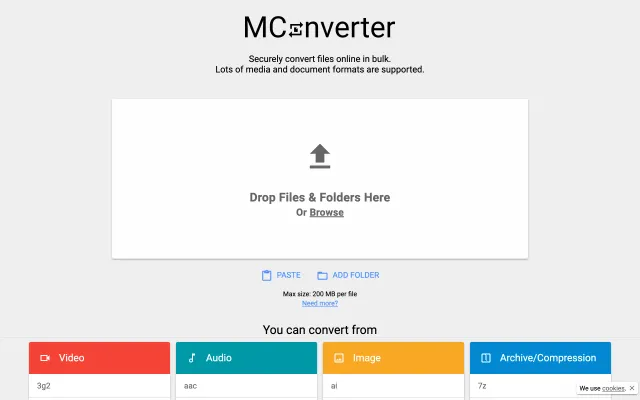 MConverter
Securely convert files online in bulk.
Lots of media and document formats are supported.
Drop Files & Folders Here
Or Browse
PASTE
ADD FOLDER
Max size: 200 MB per file
Need more?
You can convert from
Video
Audio
Image
Archive/Compression
3g2
aac
ai
7z
We use cookies.